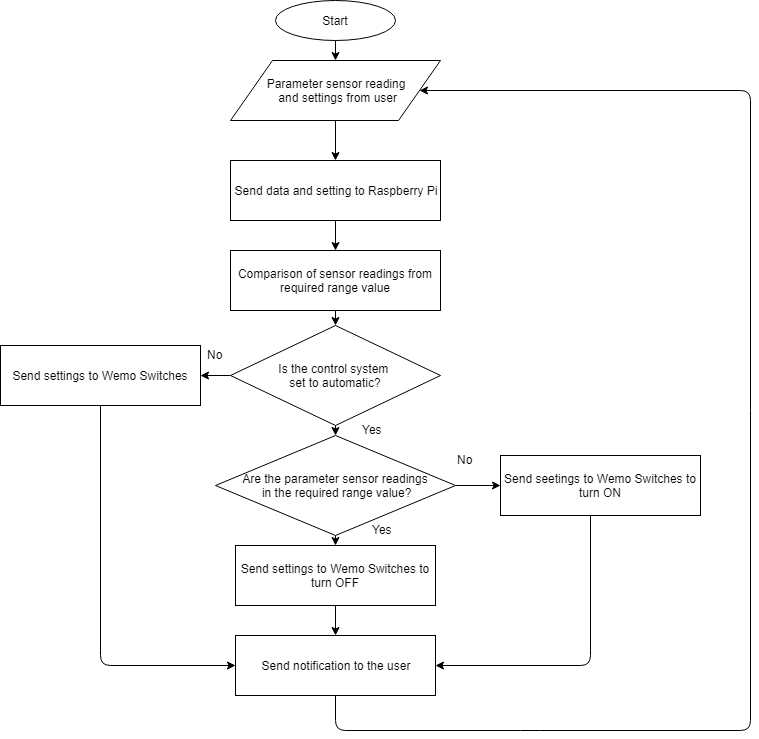 Start
Parameter sensor reading
and settings from user
Send data and setting to Raspberry Pi
Comparison of sensor readings from
required range value
No
Is the control system
set to automatic?
Send settings to Wemo Switches
Yes
No
Are the parameter sensor readings
in the required range value?
Send seetings to Wemo Switches to
turn ON
Yes
Send settings to Wemo Switches to
turn OFF
Send notification to the user